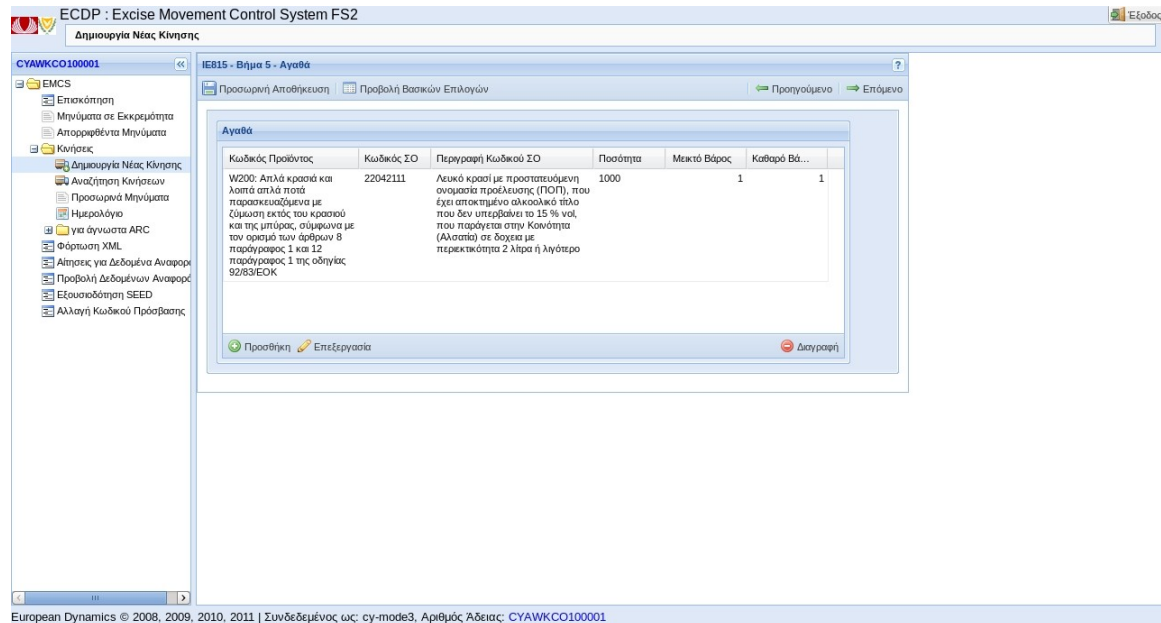 ECDP : Excise Movement Control System FS2
Έξοδος
Δημιουργία Νέας Κίνησης
CYAWKCO100001
EMCS
Επισκόπηση
Μηνύματα σε Εκκρεμότητα
Απορριφθέντα Μηνύματα
Κινήσεις
Δημιουργία Νέας Κίνησης
Αναζήτηση Κινήσεων
Προσωρινά Μηνύματα
Ημερολόγιο
για άγνωστα ARC
Φόρτωση XML
Αίτησεις για Δεδομένα Αναφορ
Προβολή Δεδομένων Αναφορ
Εξουσιοδότηση SEED
Αλλαγή Κωδικού Πρόσβασης
IE815 - Βήμα 5 - Αγαθά
?
Προσωρινή Αποθήκευση Προβολή Βασικών Επιλογών Προηγούμενο Επόμενο
Αγαθά
Κωδικός Προϊόντος Κωδικός ΣΟ Περιγραφή Κωδικού ΣΟ Ποσότητα Μεικτό Βάρος Καθαρό Βά...
W200: Απλά κρασιά και
λοιπά απλά ποτά
παρασκευαζόμενα με
ζύμωση εκτός του κρασιού
και της μπύρας, σύμφωνα με
τον ορισμό των άρθρων 8
παράγραφος 1 και 12
παράγραφος 1 της οδηγίας
92/83/ΕΟΚ
22042111
Λευκό κρασί με προστατευόμενη
ονομασία προέλευσης (ΠΟΠ), που
έχει αποκτημένο αλκοολικό τίτλο
που δεν υπερβαίνει το 15 % vol,
που παράγεται στην Κοινότητα
(Αλσατία) σε δοχεια με
περιεκτικότητα 2 λίτρα ή λιγότερο
1000
1
1
Προσθήκη Επεξεργασία Διαγραφή
European Dynamics © 2008, 2009, 2010, 2011 | Συνδεδεμένος ως: cy-mode3, Αριθμός Άδειας: CYAWKCO100001